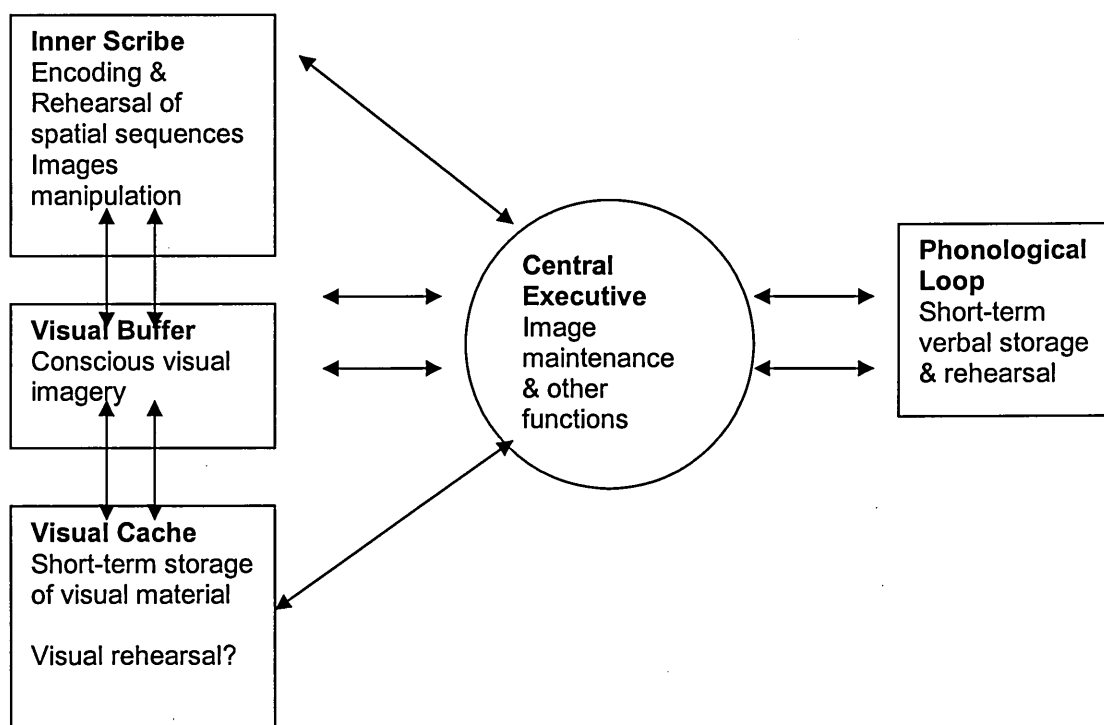 Inner Scribe
Encoding &
Rehearsal of
spatial sequences
Images
manipulation
Visual Buffer
Conscious visual
imagery
Visual Cache
Short-term storage
of visual material
Visual rehearsal?
Central
Executive
Image
maintenance
& other
functions
Phonological
Loop
Short-term
verbal storage
& rehearsal